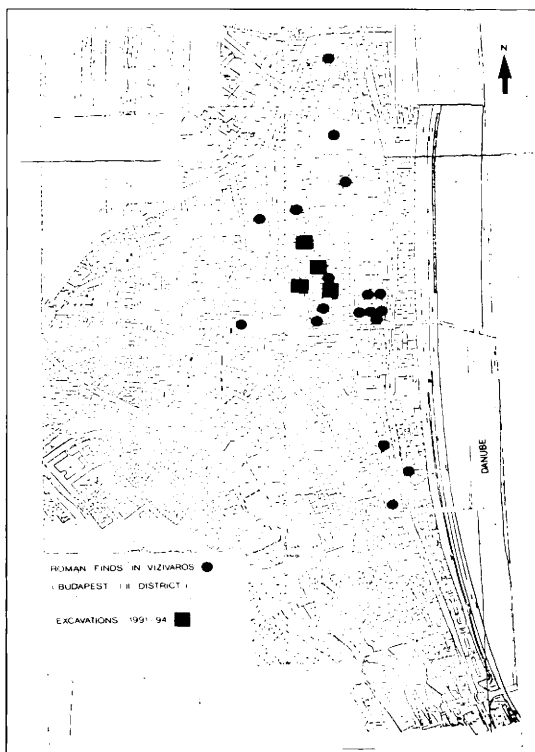 N
DANUBE
ROMAN FINDS IN VIZIVAROS
(BUDAPEST II DISTRICT)
EXCAVATIONS 1991-94